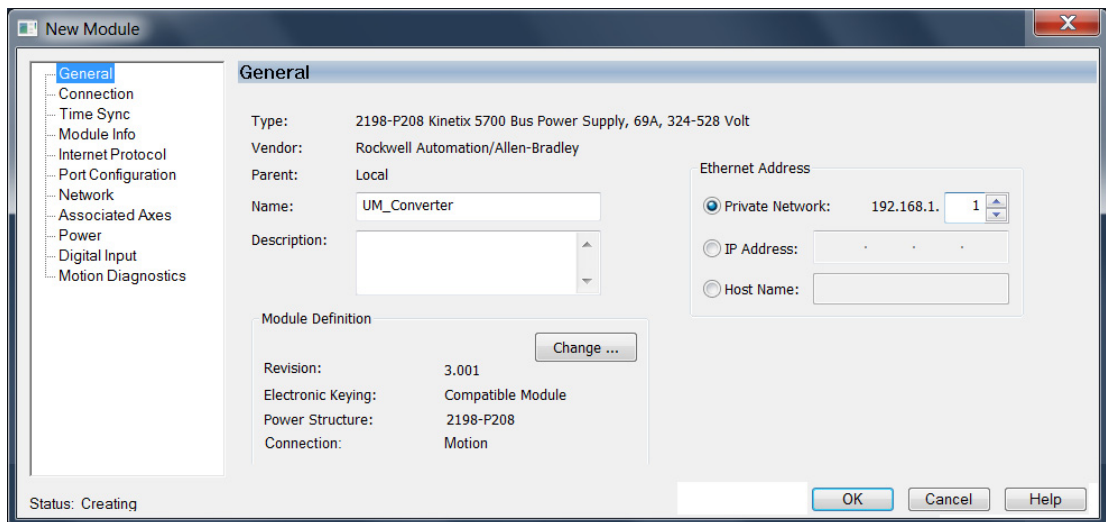 New Module
General
Connection
Time Sync
Module Info
Internet Protocol
Port Configuration
Network
Associated Axes
Power
Digital Input
Motion Diagnostics
General
Type: 2198-P208 Kinetix 5700 Bus Power Supply, 69A, 324-528 Volt
Vendor: Rockwell Automation/Allen-Bradley
Parent: Local
Name: UM_Converter
Description:
Ethernet Address
Private Network: 192.168.1. 1
IP Address: . . .
Host Name:
Module Definition
Change ...
Revision: 3.001
Electronic Keying: Compatible Module
Power Structure: 2198-P208
Connection: Motion
Status: Creating
OK Cancel Help